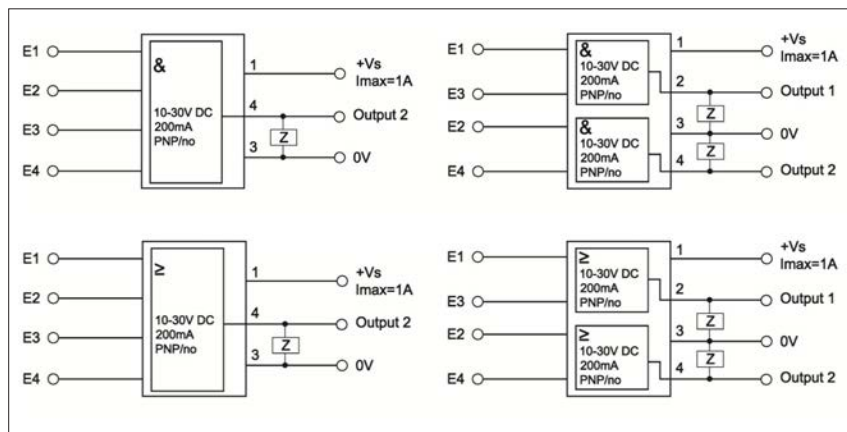 E1
E2
E3
E4
&
10-30V DC
200mA
PNP/no
1
4
3
+Vs
Imax=1A
Output 2
Z
0V
E1
E3
E2
E4
&
10-30V DC
200mA
PNP/no
&
10-30V DC
200mA
PNP/no
1
2
3
4
+Vs
Imax=1A
Output 1
Z
0V
Z
Output 2
E1
E2
E3
E4
≥
10-30V DC
200mA
PNP/no
1
4
3
+Vs
Imax=1A
Output 2
Z
0V
E1
E3
E2
E4
≥
10-30V DC
200mA
PNP/no
≥
10-30V DC
200mA
PNP/no
1
2
3
4
+Vs
Imax=1A
Output 1
Z
0V
Z
Output 2